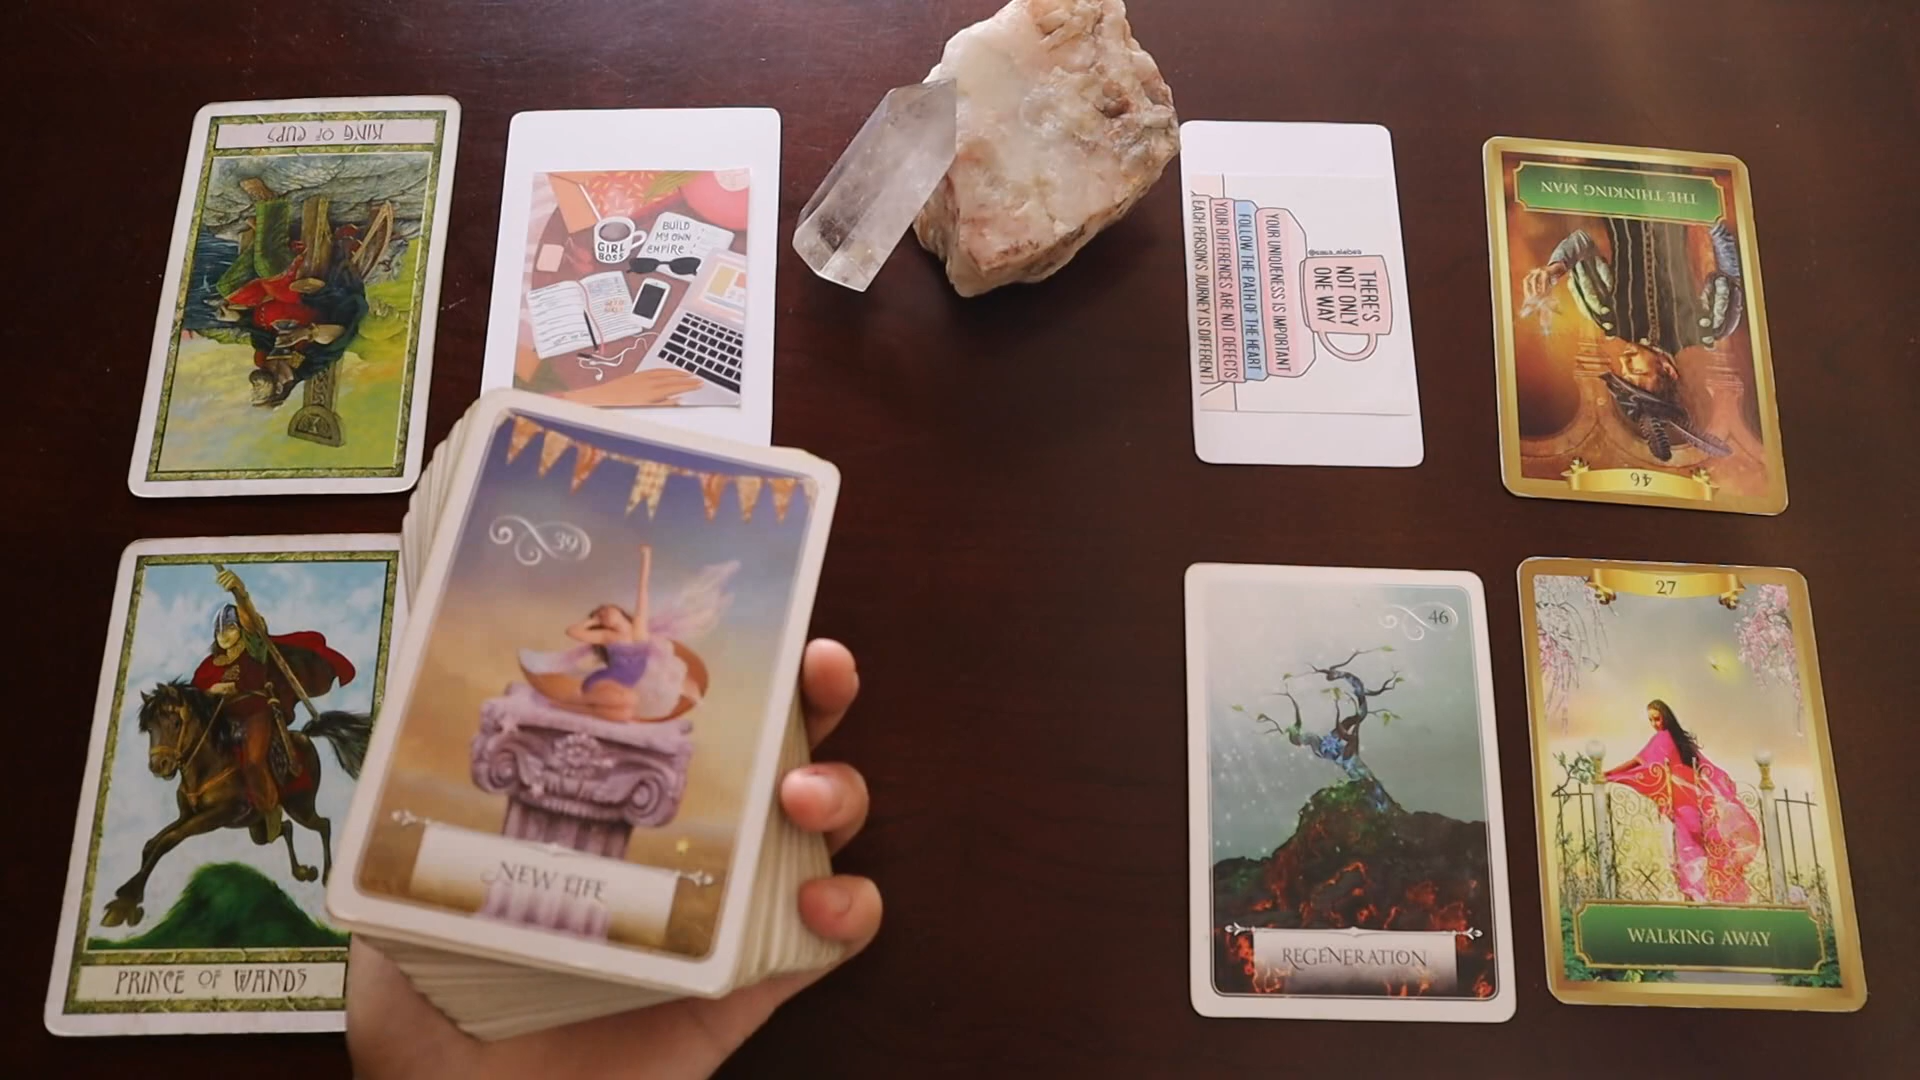 KING OF CUPS
GIRL
BOSS
BUILD
MY OWN
EMPIRE
@sasa_elebea
THERE'S
NOT ONLY
ONE WAY
YOUR UNIQUENESS IS IMPORTANT
FOLLOW THE PATH OF THE HEART
YOUR DIFFERENCES ARE NOT DEFECTS
EACH PERSON'S JOURNEY IS DIFFERENT
THE THINKING MAN
46
PRINCE OF WANDS
39
NEW LIFE
46
REGENERATION
27
WALKING AWAY